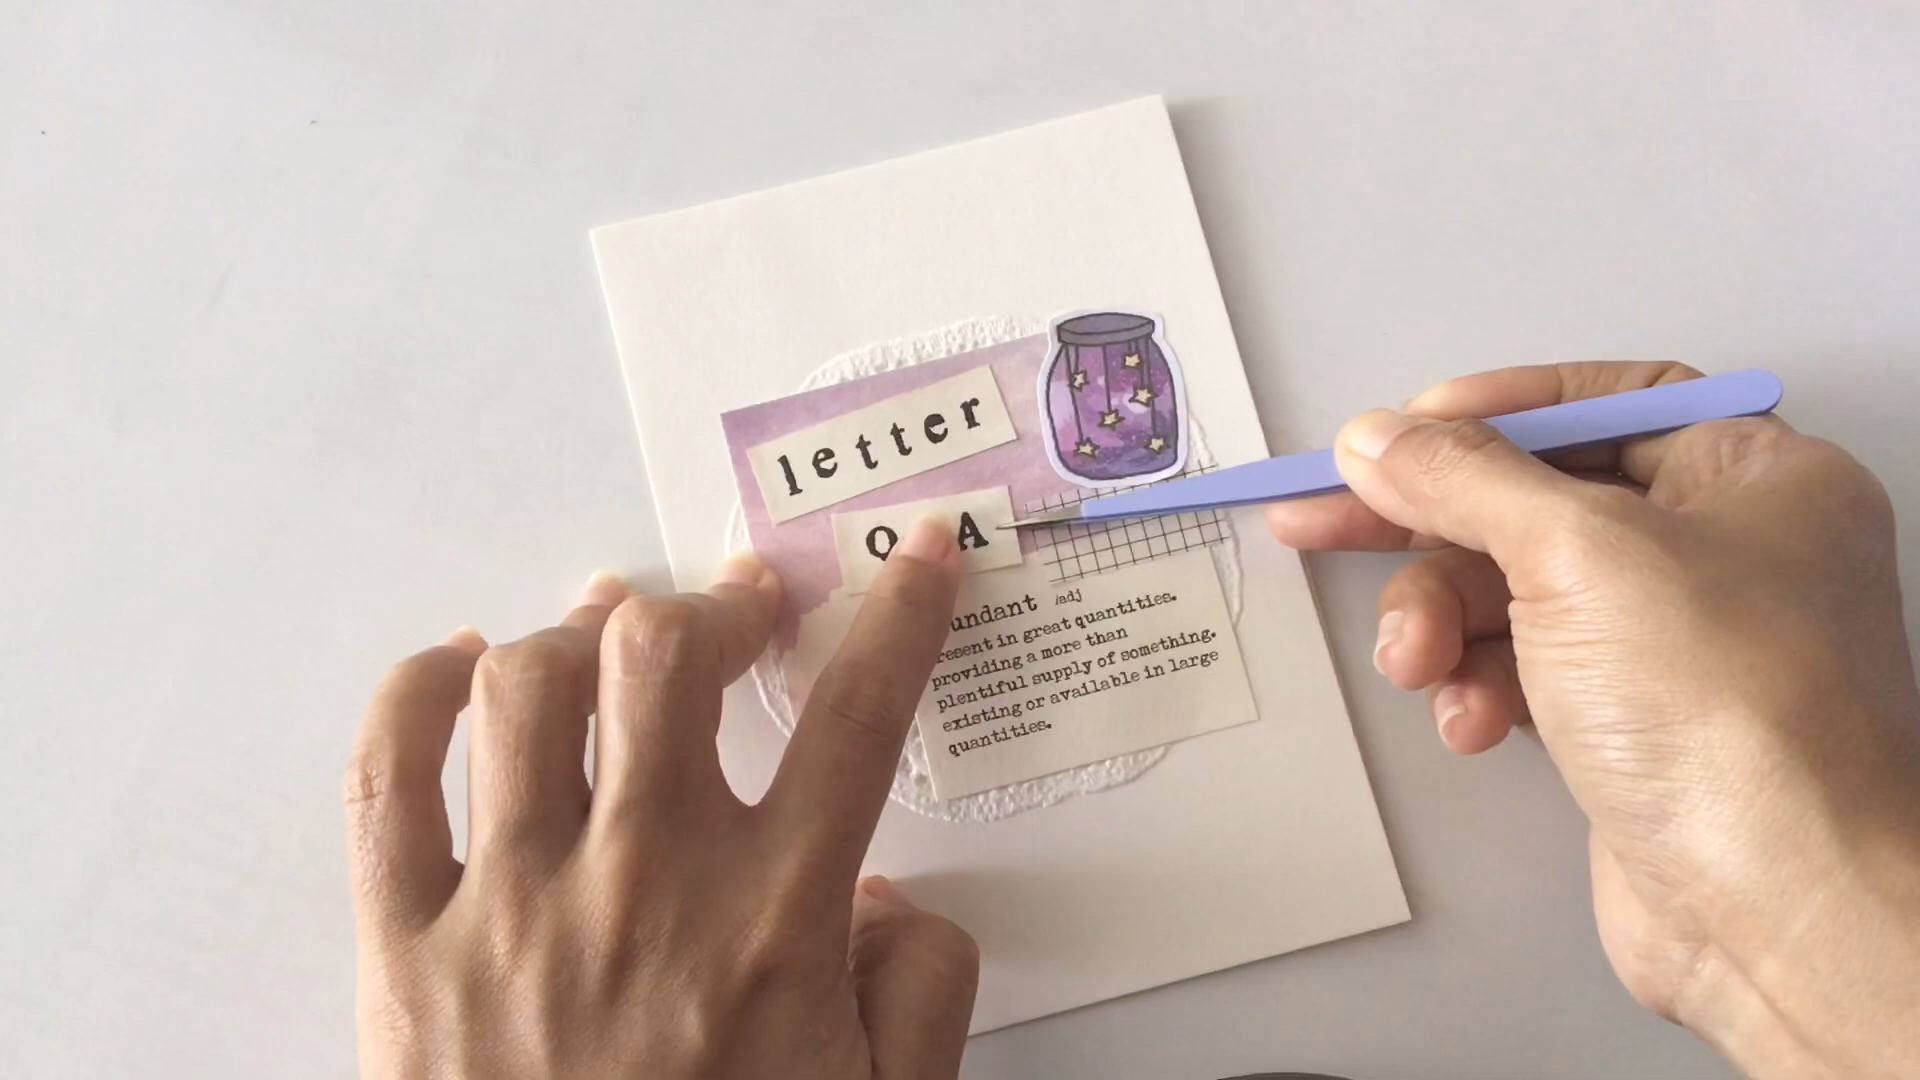 letter
Q A
undant /adj
resent in great quantities.
providing a more than
plentiful supply of something.
existing or available in large
quantities.